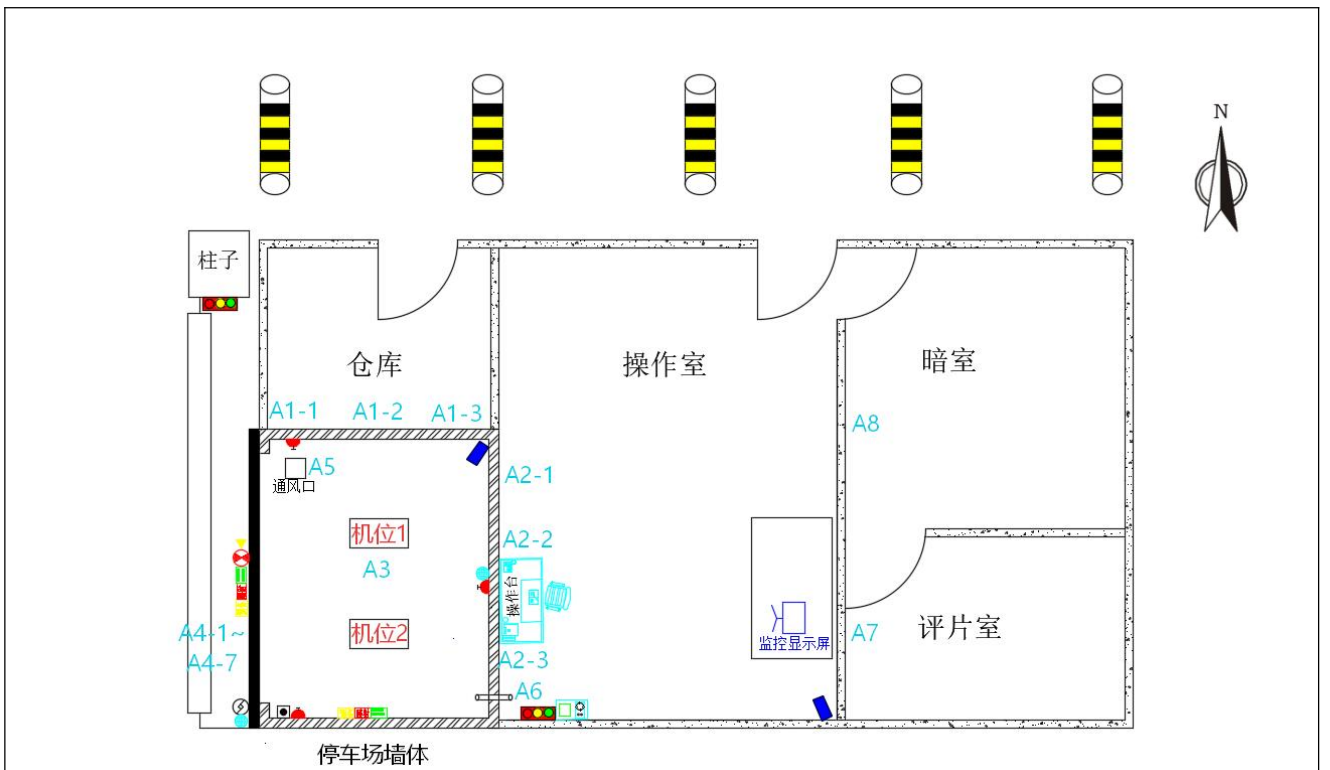 N
柱子
仓库
操作室
暗室
A1-1
A1-2
A1-3
A8
A5
通风口
A2-1
机位1
A2-2
A3
操作台
机位2
A4-1~
A4-7
A2-3
监控显示屏
A7
评片室
A6
停车场墙体